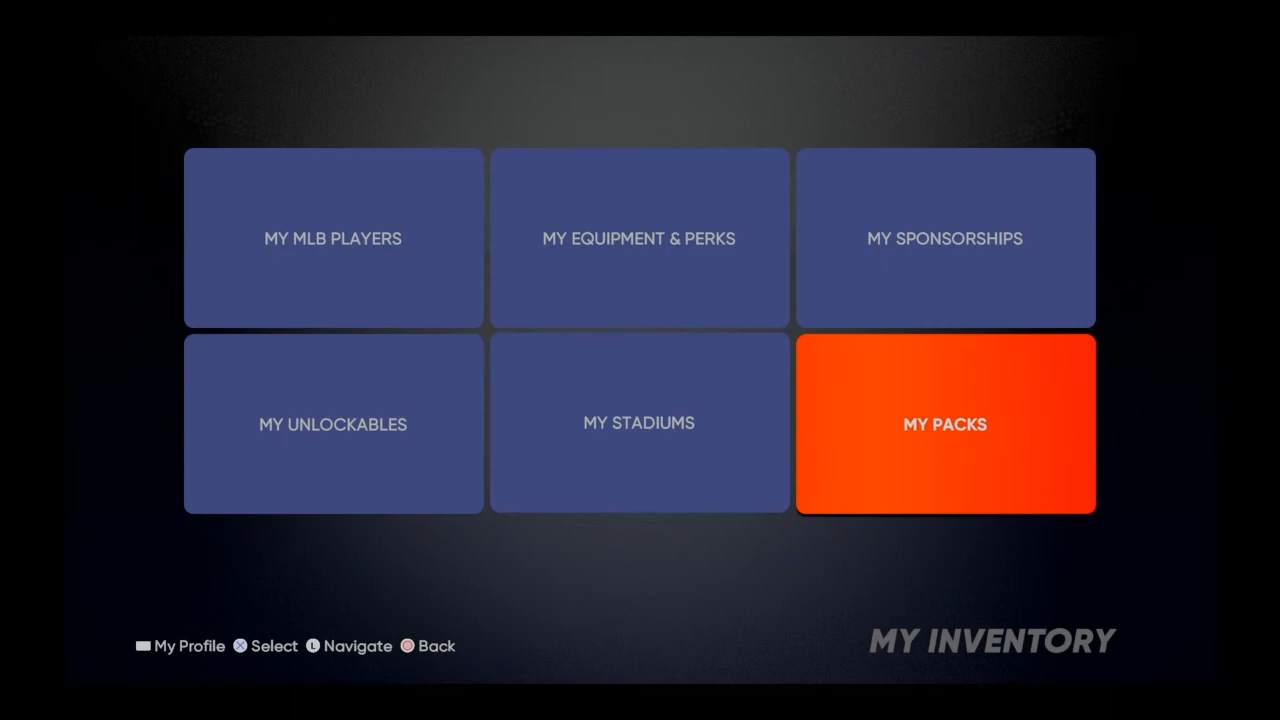 MY MLB PLAYERS
MY EQUIPMENT & PERKS
MY SPONSORSHIPS
MY UNLOCKABLES
MY STADIUMS
MY PACKS
My Profile Select L Navigate Back
MY INVENTORY